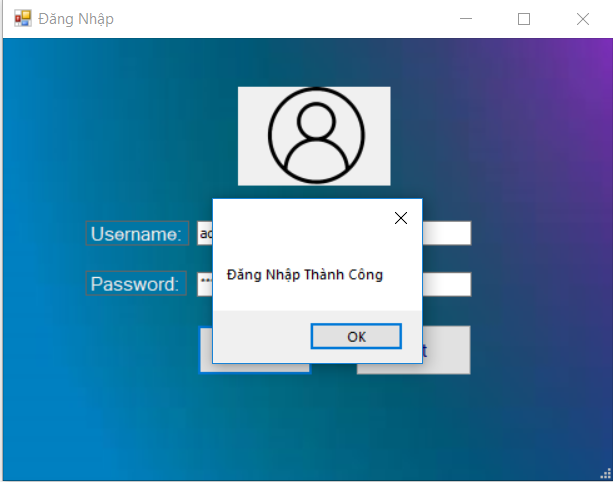 Đăng Nhập
Username:
Password:
Đăng Nhập Thành Công
OK